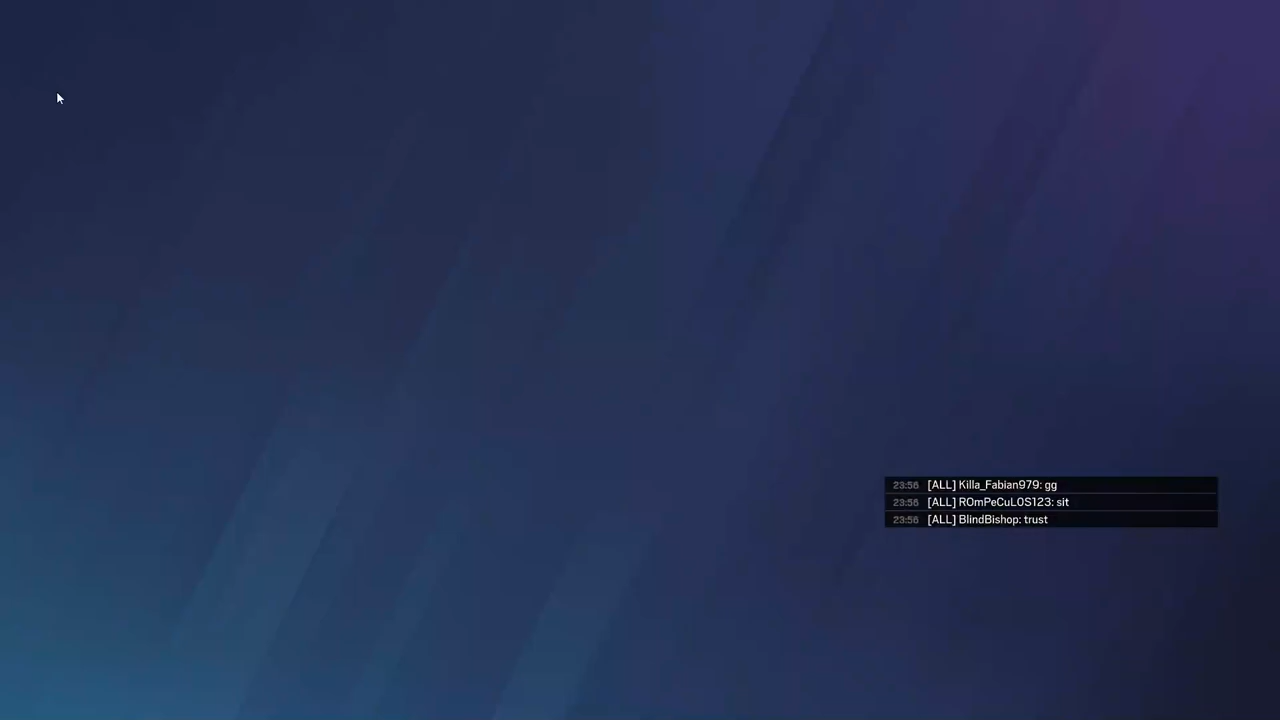 23:56 [ALL] Killa_Fabian979: gg
23:56 [ALL] ROmPeCuLOS123: sit
23:56 [ALL] BlindBishop: trust